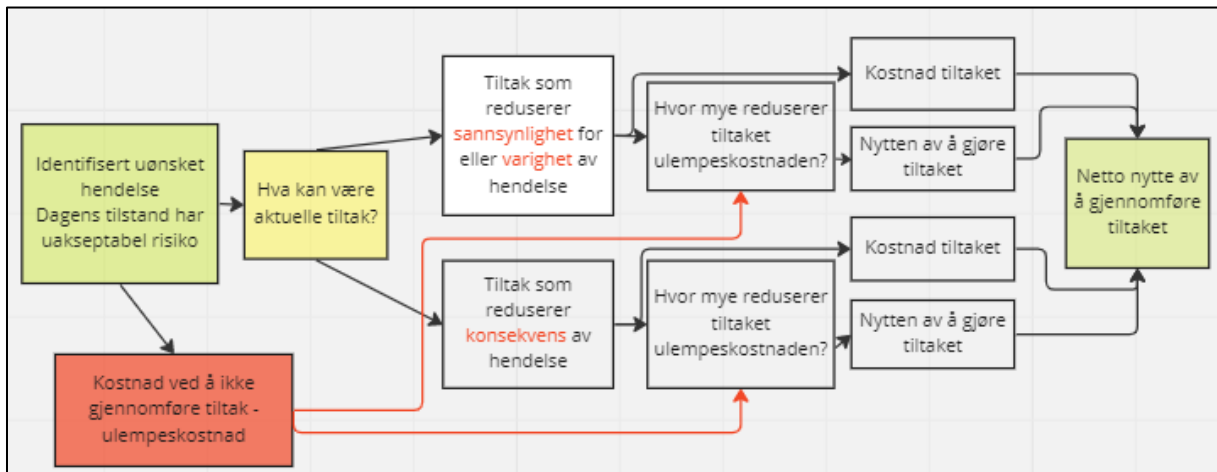 Identifisert uønsket
hendelse
Dagens tilstand har
uakseptabel risiko
Hva kan være
aktuelle tiltak?
Kostnad ved å ikke
gjennomføre tiltak -
ulempeskostnad
Tiltak som
reduserer
sannsynlighet for
eller varighet av
hendelse
Hvor mye reduserer
tiltaket
ulempeskostnaden?
Kostnad tiltaket
Nytten av å gjøre
tiltaket
Tiltak som
reduserer
konsekvens av
hendelse
Hvor mye reduserer
tiltaket
ulempeskostnaden?
Kostnad tiltaket
Nytten av å gjøre
tiltaket
Netto nytte av
å gjennomføre
tiltaket